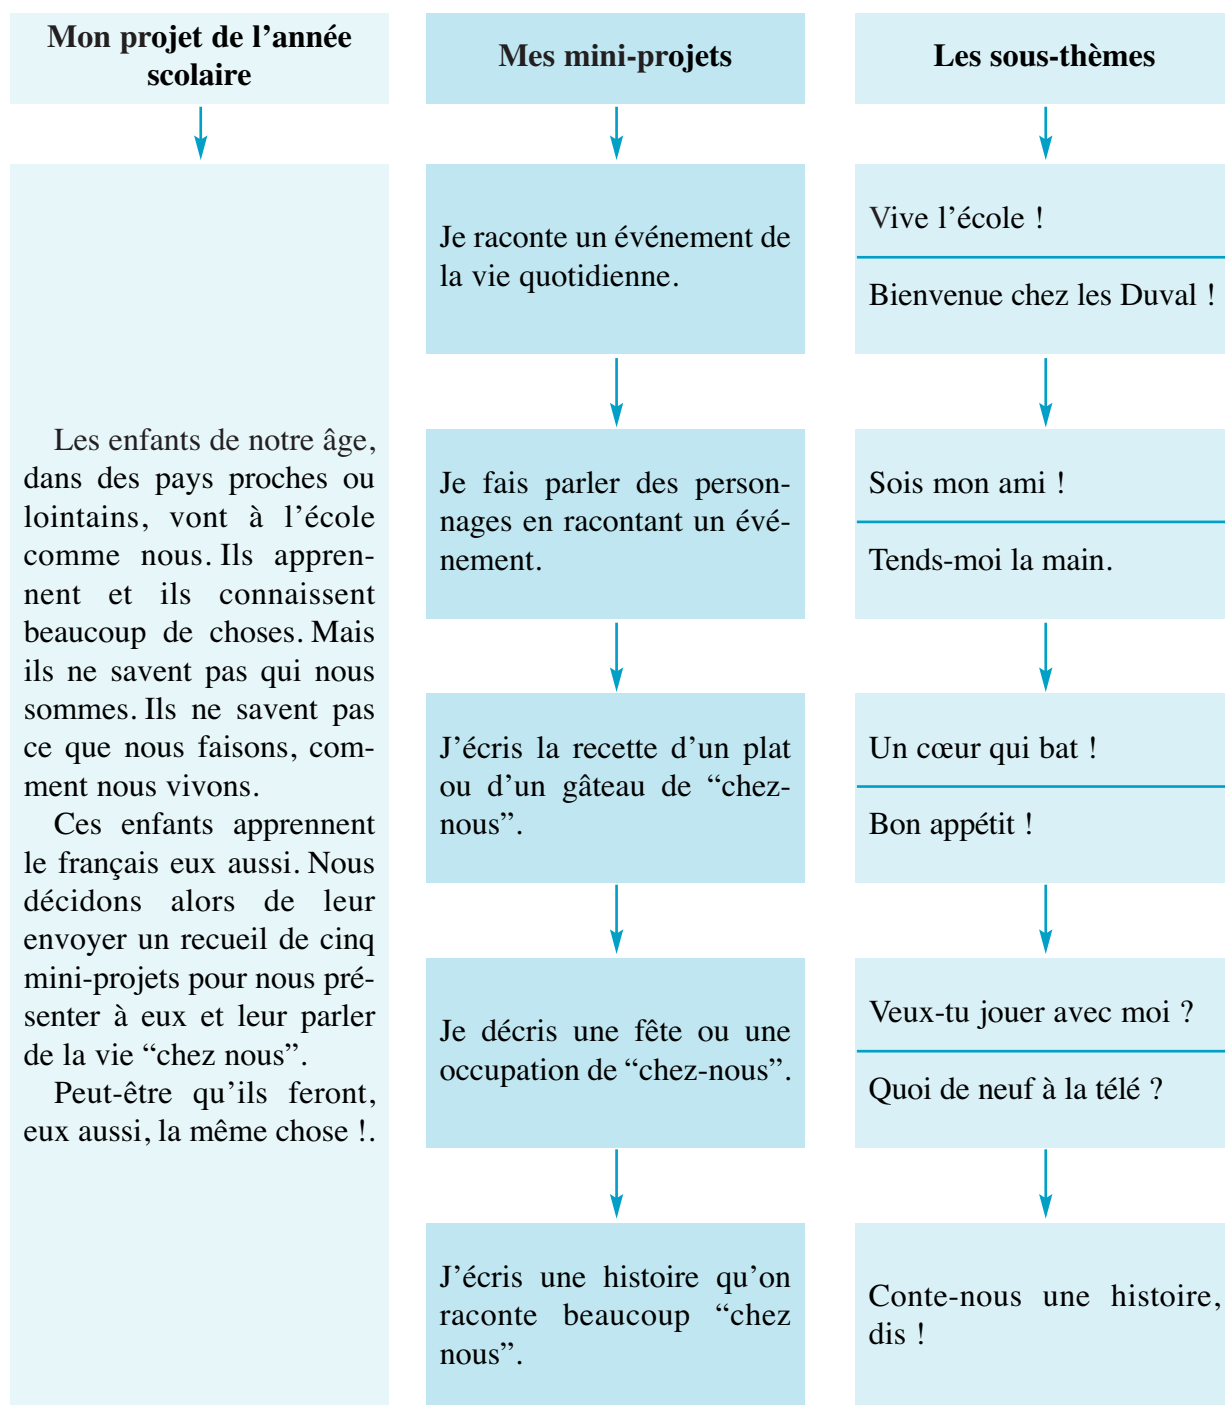 Mon projet de l’année
scolaire
Les enfants de notre âge,
dans des pays proches ou
lointains, vont à l’école
comme nous. Ils appren-
nent et ils connaissent
beaucoup de choses. Mais
ils ne savent pas qui nous
sommes. Ils ne savent pas
ce que nous faisons, com-
ment nous vivons.
Ces enfants apprennent
le français eux aussi. Nous
décidons alors de leur
envoyer un recueil de cinq
mini-projets pour nous pré-
senter à eux et leur parler
de la vie “chez nous”.
Peut-être qu’ils feront,
eux aussi, la même chose !.
Mes mini-projets
Je raconte un événement de
la vie quotidienne.
Je fais parler des person-
nages en racontant un évé-
nement.
J’écris la recette d’un plat
ou d’un gâteau de “chez-
nous”.
Je décris une fête ou une
occupation de “chez-nous”.
J’écris une histoire qu’on
raconte beaucoup “chez
nous”.
Les sous-thèmes
Vive l’école !
Bienvenue chez les Duval !
Sois mon ami !
Tends-moi la main.
Un cœur qui bat !
Bon appétit !
Veux-tu jouer avec moi ?
Quoi de neuf à la télé ?
Conte-nous une histoire,
dis !